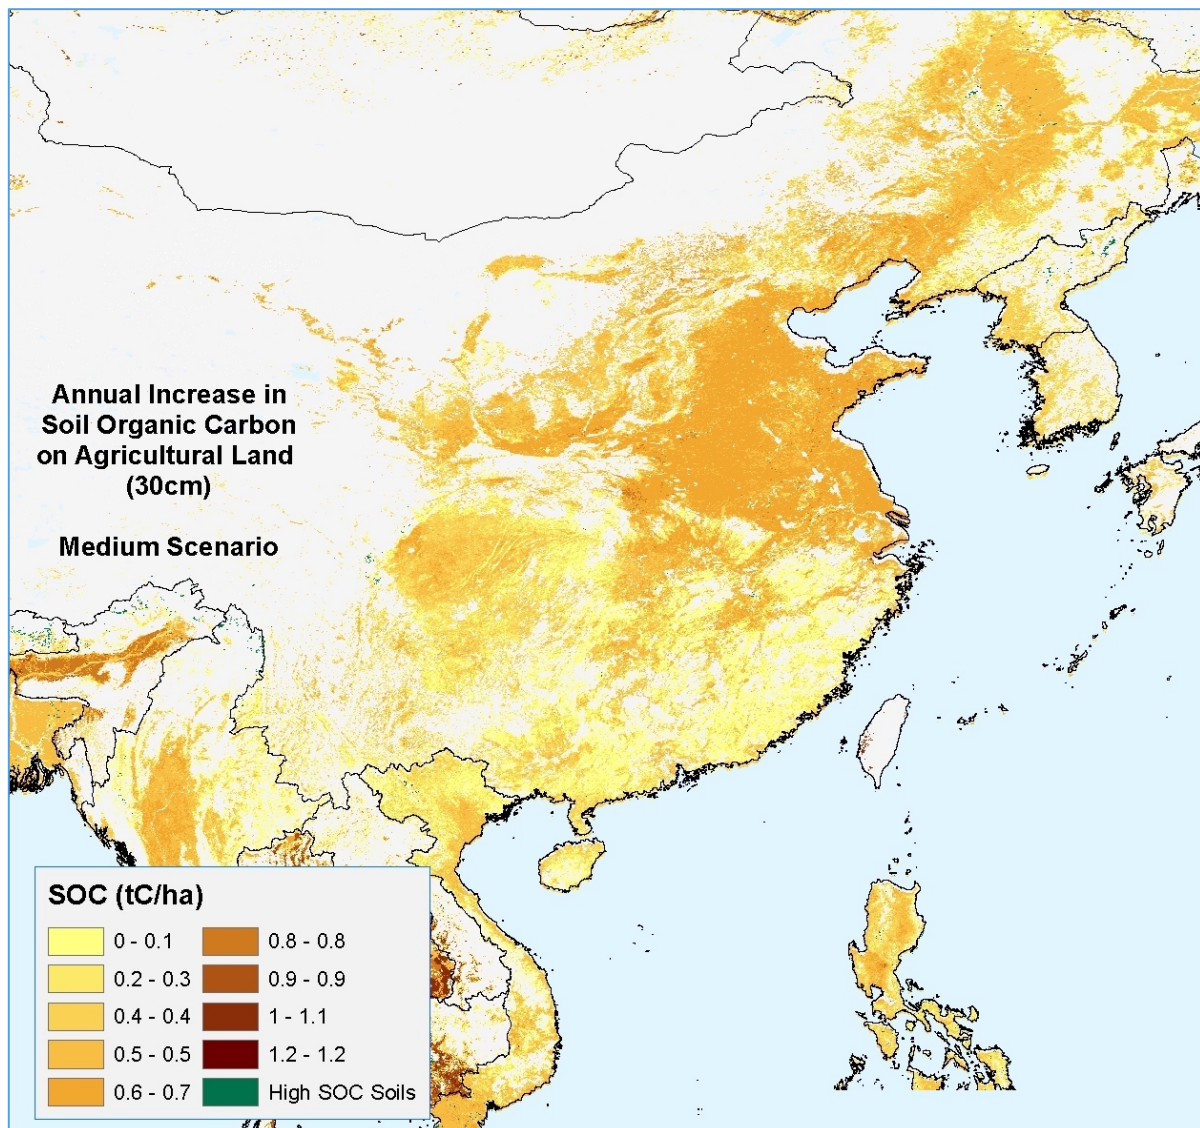 Annual Increase in
Soil Organic Carbon
on Agricultural Land
(30cm)
Medium Scenario
SOC (tC/ha)
0 - 0.1
0.2 - 0.3
0.4 - 0.4
0.5 - 0.5
0.6 - 0.7
0.8 - 0.8
0.9 - 0.9
1 - 1.1
1.2 - 1.2
High SOC Soils